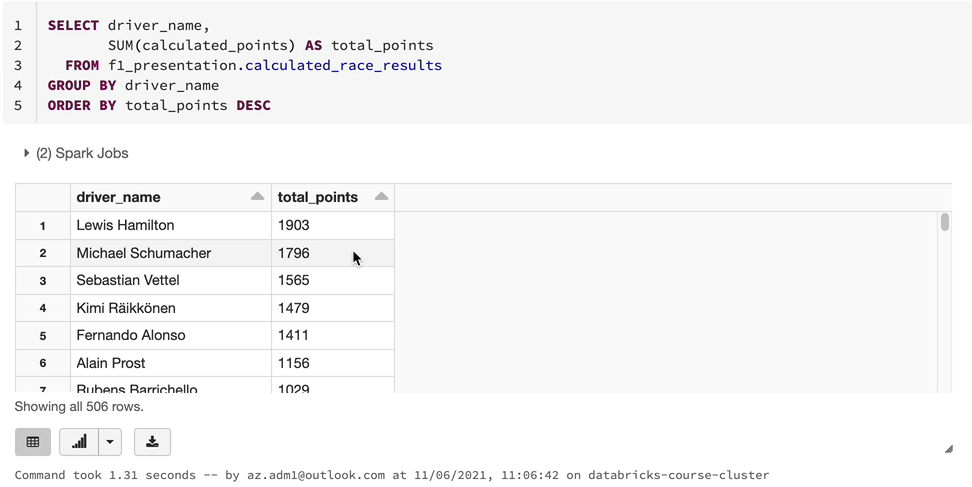 1 SELECT driver_name,
2 SUM(calculated_points) AS total_points
3 FROM f1_presentation.calculated_race_results
4 GROUP BY driver_name
5 ORDER BY total_points DESC
(2) Spark Jobs
driver_name total_points
1 Lewis Hamilton 1903
2 Michael Schumacher 1796
3 Sebastian Vettel 1565
4 Kimi Räikkönen 1479
5 Fernando Alonso 1411
6 Alain Prost 1156
7 Rubens Barrichello 1029
Showing all 506 rows.
Command took 1.31 seconds -- by az.adm1@outlook.com at 11/06/2021, 11:06:42 on databricks-course-cluster